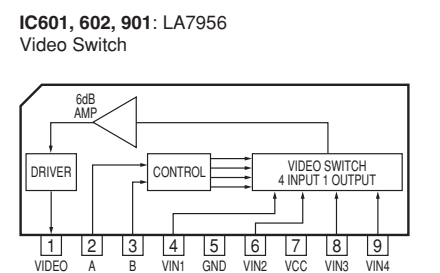 IC601, 602, 901: LA7956
Video Switch
6dB
AMP
DRIVER
CONTROL
VIDEO SWITCH
4 INPUT 1 OUTPUT
1 2 3 4 5 6 7 8 9
VIDEO A B VIN1 GND VIN2 VCC VIN3 VIN4